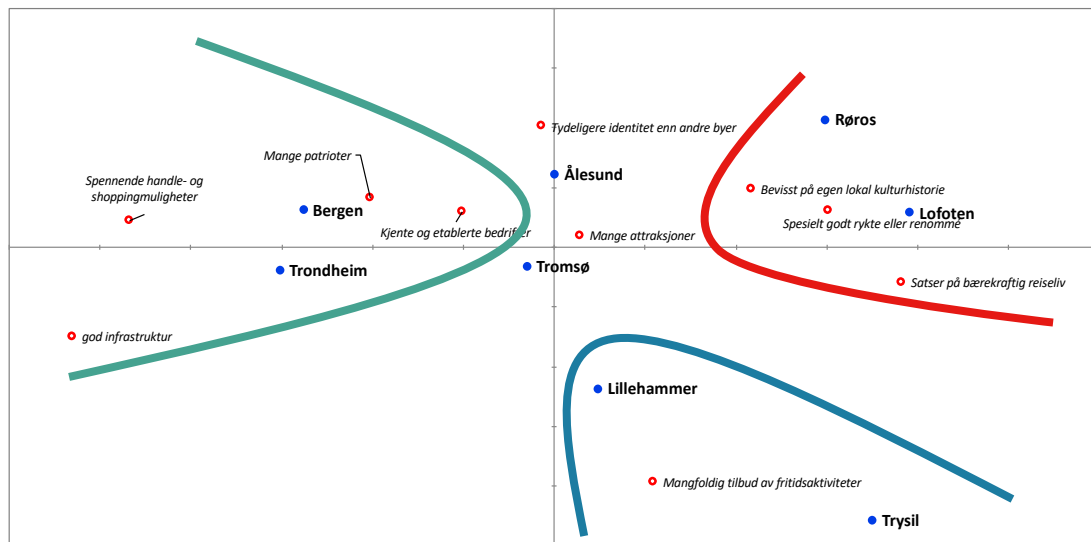 Røros
Tydeligere identitet enn andre byer
Mange patrioter
Ålesund
Spennende handle- og
shoppingmuligheter
Bevisst på egen lokal kulturhistorie
Bergen
Lofoten
Kjente og etablerte bedrifter
Spesielt godt rykte eller renomme
Mange attraksjoner
Trondheim
Tromsø
Satser på bærekraftig reiseliv
god infrastruktur
Lillehammer
Mangfoldig tilbud av fritidsaktiviteter
Trysil